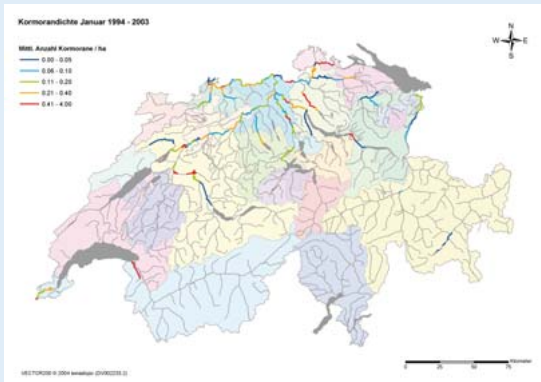 Kormorandichte Januar 1994 - 2003
N
W E
S
Mittl. Anzahl Kormorane / ha
0.00 - 0.05
0.06 - 0.10
0.11 - 0.20
0.21 - 0.40
0.41 - 4.00
Kilometer
0 25 50 75
VECTOR200 © 2004 swisstopo (DV002233.2)